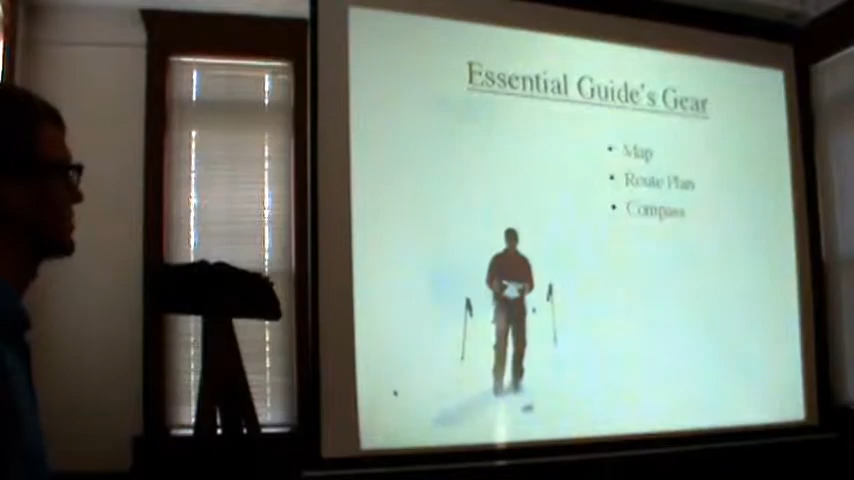 Essential Guide's Gear
• Map
• Route Plan
• Compass